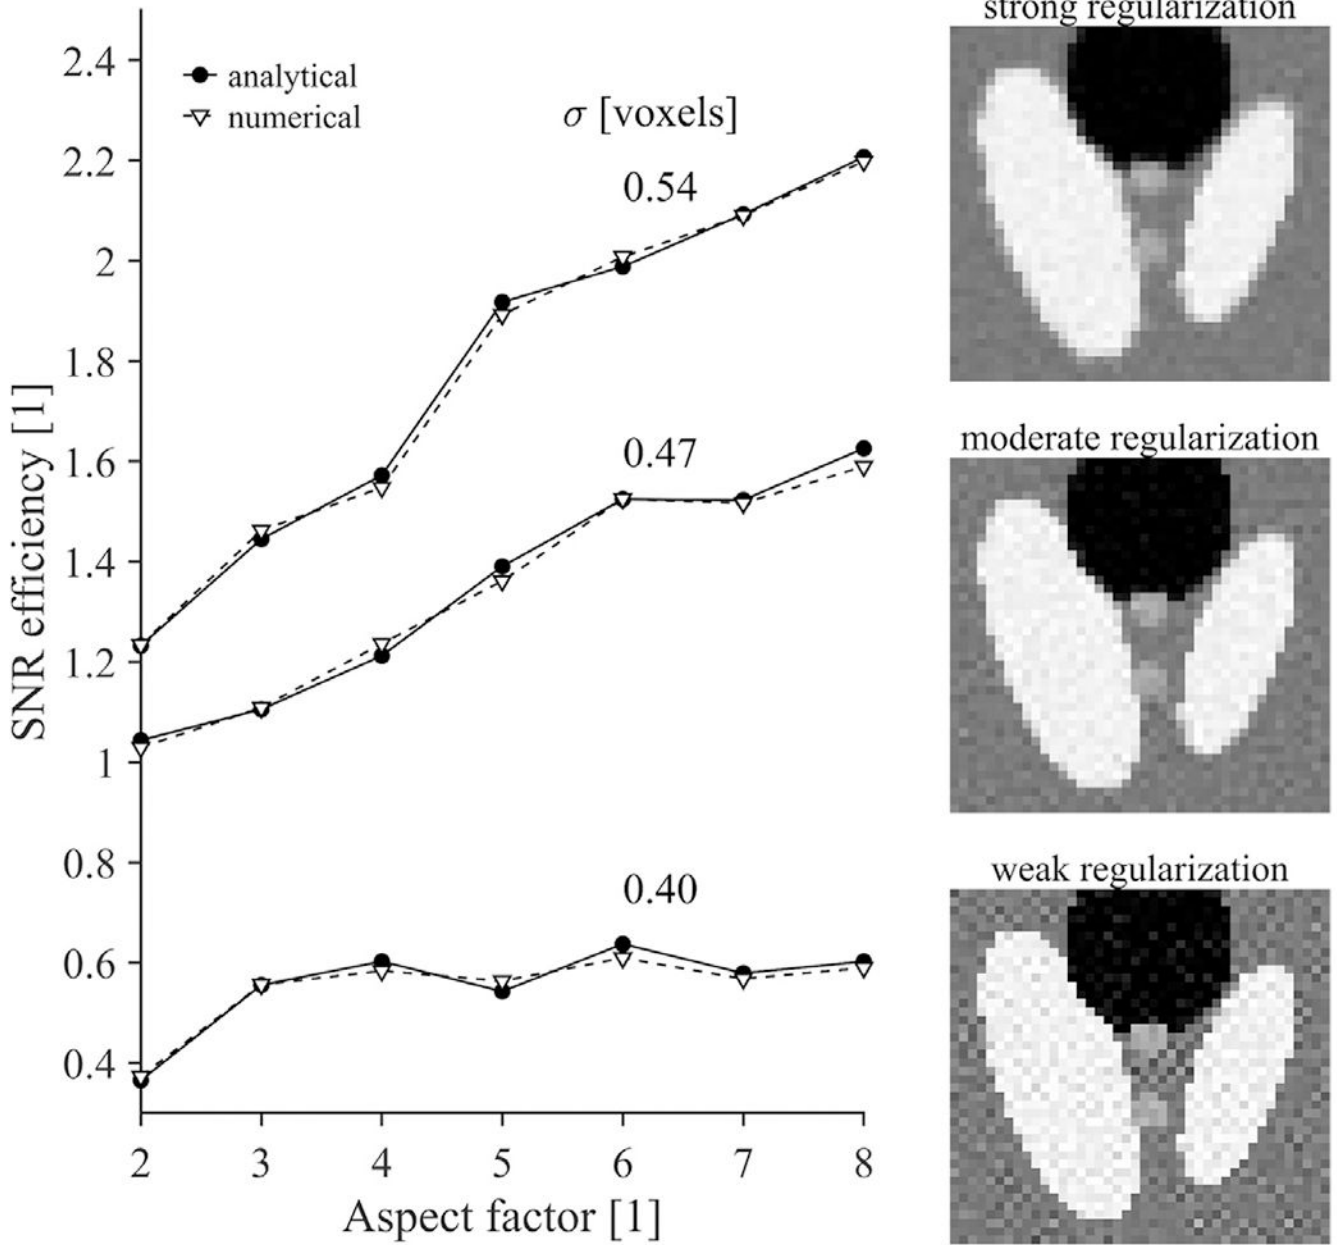 strong regularization
2.4
analytical
numerical
σ [voxels]
2.2
0.54
2
1.8
moderate regularization
1.6
0.47
1.4
SNR efficiency [1]
1.2
1
0.8
weak regularization
0.40
0.6
0.4
2 3 4 5 6 7 8
Aspect factor [1]